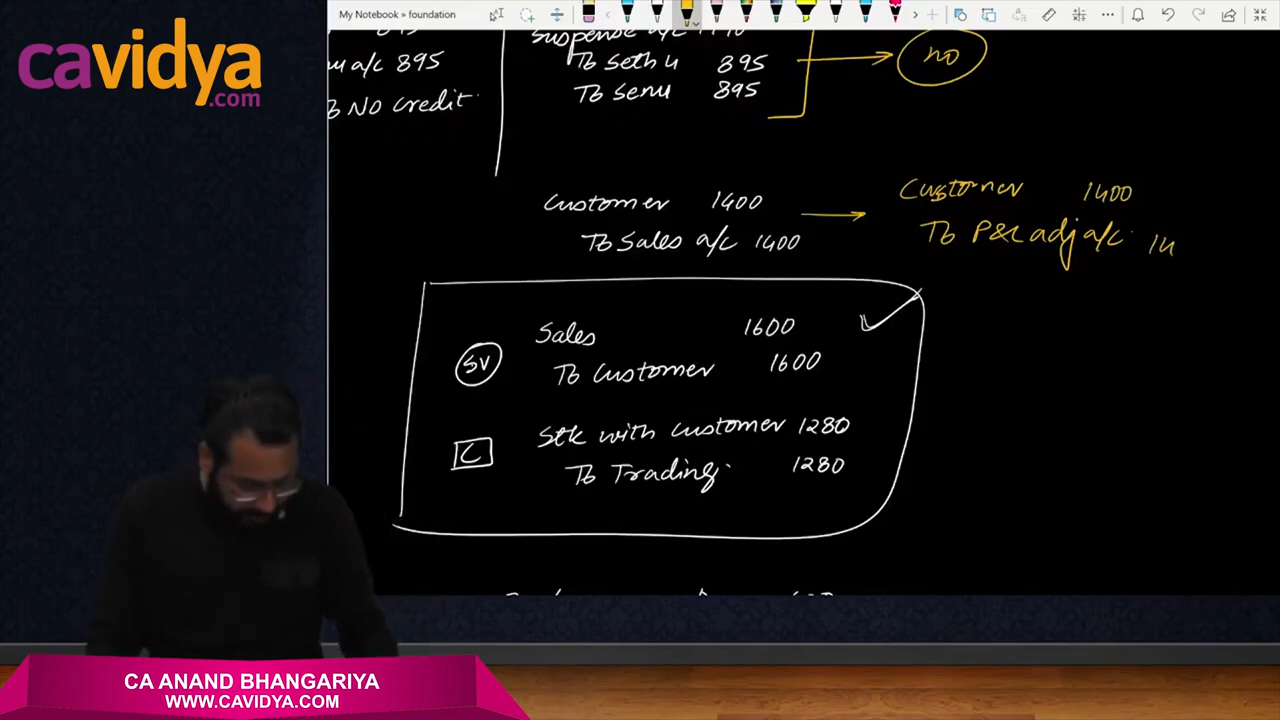 cavidya
.com
My Notebook » foundation
a/c 895
To NO Credit
Suspense a/c
To Sethu 895
To Senu 895
NO
Customer 1400
To Sales a/c 1400
Customer 1400
To P&L adj a/c 14
SV
Sales 1600
To Customer 1600
C
Stk with customer 1280
To Trading 1280
CA ANAND BHANGARIYA
WWW.CAVIDYA.COM